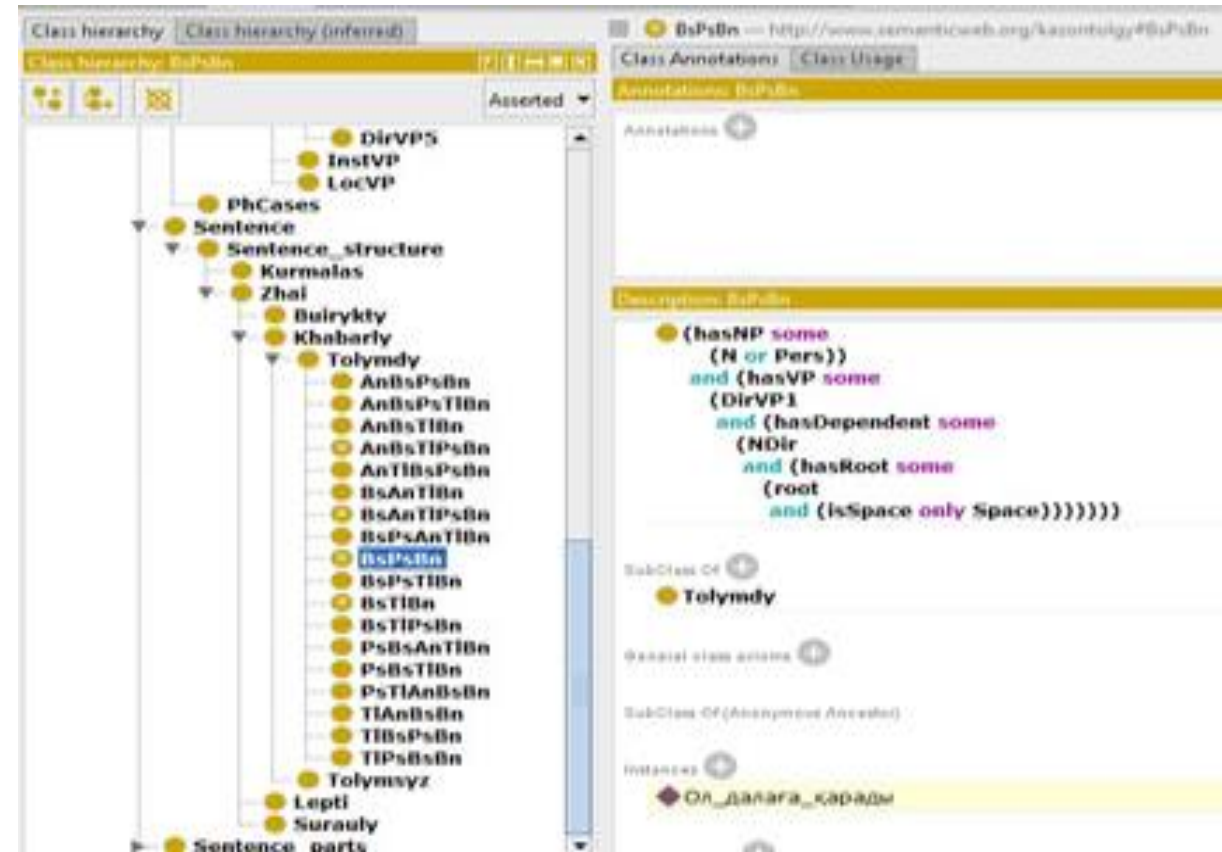 Class hierarchy
Class hierarchy (inferred)
Class hierarchy: BsPsBn
Asserted
DirVP5
InstVP
LocVP
PhCases
Sentence
Sentence_structure
Kurmalas
Zhai
Buirykty
Khabarly
Tolymdy
AnBsPsBn
AnBsPsTlBn
AnBsTlBn
AnBsTlPsBn
AnTlBsPsBn
BsAnTlBn
BsAnTlPsBn
BsPsAnTlBn
BsPsBn
BsPsTlBn
BsTlBn
BsTlPsBn
PsBsAnTlBn
PsBsTlBn
PsTlAnBsBn
TlAnBsBn
TlBsPsBn
TlPsBsBn
Tolymsyz
Lepti
Surauly
Sentence_parts
BsPsBn — http://www.semanticweb.org/kasontolgy#BsPsBn
Class Annotations
Class Usage
Annotations: BsPsBn
Annotations
Description: BsPsBn
(hasNP some
(N or Pers))
and (hasVP some
(DirVP1
and (hasDependent some
(NDir
and (hasRoot some
(root
and (isSpace only Space)))))))
SubClass Of
Tolymdy
General class axioms
SubClass Of (Anonymous Ancestor)
Instances
Ол_далаға_қарады